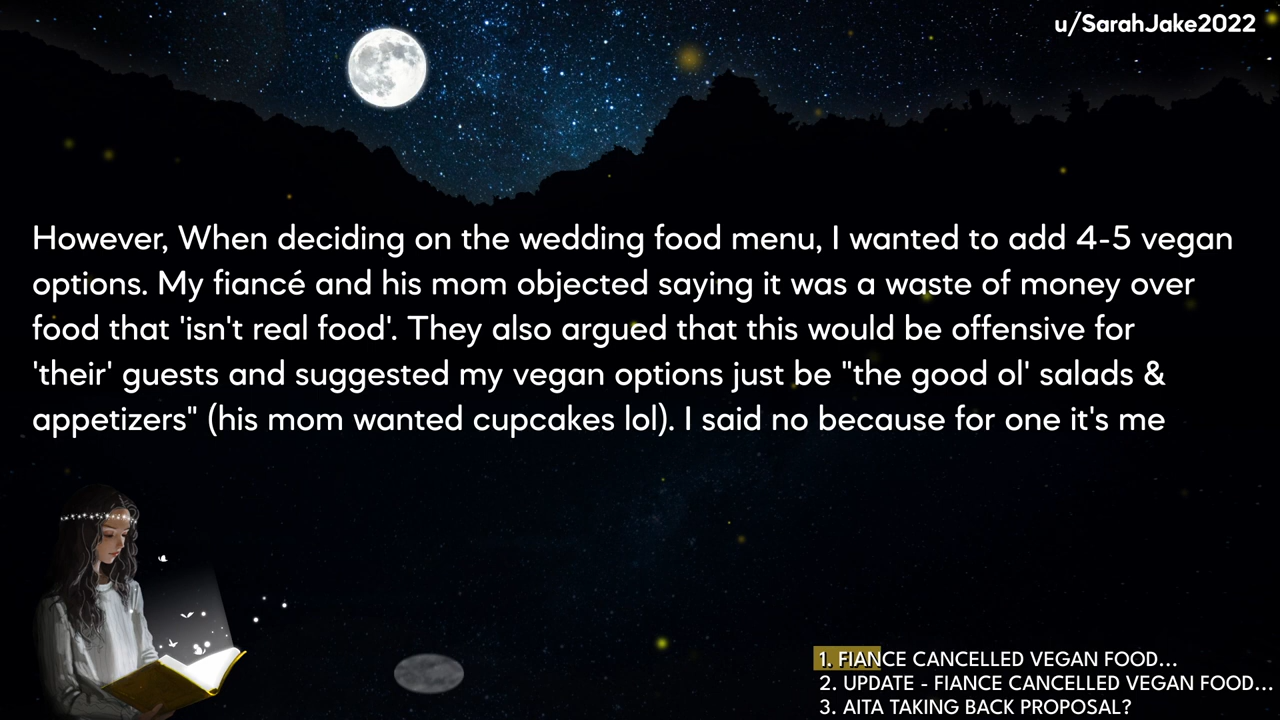 u/SarahJake2022
However, When deciding on the wedding food menu, I wanted to add 4-5 vegan
options. My fiancé and his mom objected saying it was a waste of money over
food that 'isn't real food'. They also argued that this would be offensive for
'their' guests and suggested my vegan options just be "the good ol' salads &
appetizers" (his mom wanted cupcakes lol). I said no because for one it's me
1. FIANCE CANCELLED VEGAN FOOD...
2. UPDATE - FIANCE CANCELLED VEGAN FOOD...
3. AITA TAKING BACK PROPOSAL?